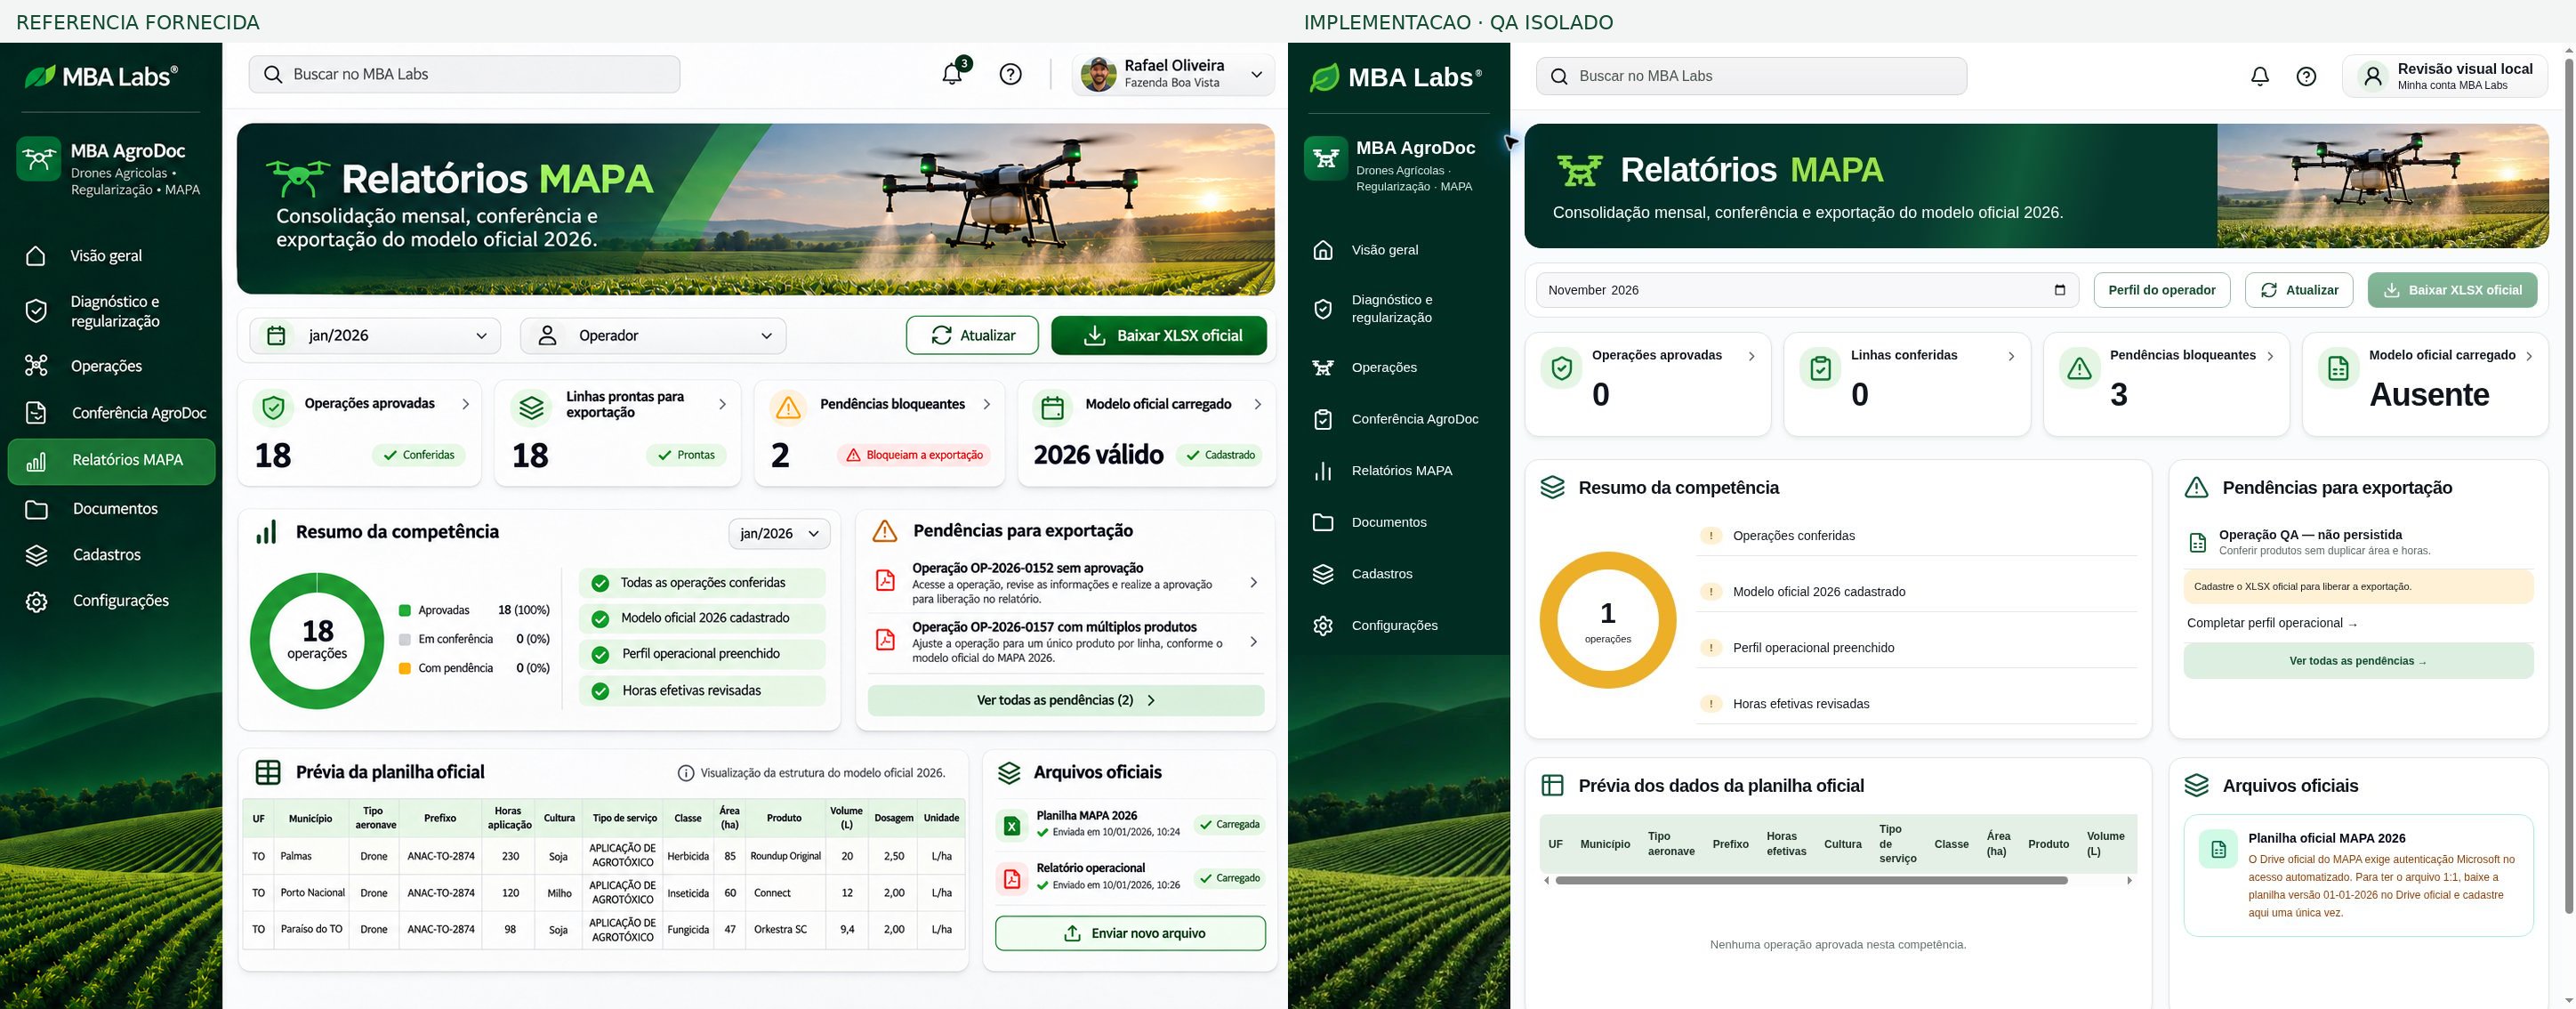 REFERENCIA FORNECIDA
MBA Labs®
MBA AgroDoc
Drones Agricolas •
Regularização • MAPA
Visão geral
Diagnóstico e
regularização
Operações
Conferência AgroDoc
Relatórios MAPA
Documentos
Cadastros
Configurações
Buscar no MBA Labs
3
Rafael Oliveira
Fazenda Boa Vista
Relatórios MAPA
Consolidação mensal, conferência e
exportação do modelo oficial 2026.
jan/2026
Operador
Atualizar
Baixar XLSX oficial
Operações aprovadas
18
Conferidas
Linhas prontas para
exportação
18
Prontas
Pendências bloqueantes
2
Bloqueiam a exportação
Modelo oficial carregado
2026 válido
Cadastrado
Resumo da competência
jan/2026
18
operações
Aprovadas 18 (100%)
Em conferência 0 (0%)
Com pendência 0 (0%)
Todas as operações conferidas
Modelo oficial 2026 cadastrado
Perfil operacional preenchido
Horas efetivas revisadas
Pendências para exportação
Operação OP-2026-0152 sem aprovação
Acesse a operação, revise as informações e realize a aprovação
para liberação no relatório.
Operação OP-2026-0157 com múltiplos produtos
Ajuste a operação para um único produto por linha, conforme o
modelo oficial do MAPA 2026.
Ver todas as pendências (2)
Prévia da planilha oficial
Visualização da estrutura do modelo oficial 2026.
UF Município Tipo aeronave Prefixo Horas aplicação Cultura Tipo de serviço Classe Área (ha) Produto Volume (L) Dosagem Unidade
TO Palmas Drone ANAC-TO-2874 230 Soja APLICAÇÃO DE AGROTÓXICO Herbicida 85 Roundup Original 20 2,50 L/ha
TO Porto Nacional Drone ANAC-TO-2874 120 Milho APLICAÇÃO DE AGROTÓXICO Inseticida 60 Connect 12 2,00 L/ha
TO Paraíso do TO Drone ANAC-TO-2874 98 Soja APLICAÇÃO DE AGROTÓXICO Fungicida 47 Orkestra SC 9,4 2,00 L/ha
Arquivos oficiais
Planilha MAPA 2026
Enviada em 10/01/2026, 10:24
Carregada
Relatório operacional
Enviado em 10/01/2026, 10:26
Carregado
Enviar novo arquivo
IMPLEMENTACAO · QA ISOLADO
MBA Labs®
MBA AgroDoc
Drones Agrícolas ·
Regularização · MAPA
Visão geral
Diagnóstico e
regularização
Operações
Conferência AgroDoc
Relatórios MAPA
Documentos
Cadastros
Configurações
Buscar no MBA Labs
Revisão visual local
Minha conta MBA Labs
Relatórios MAPA
Consolidação mensal, conferência e exportação do modelo oficial 2026.
November 2026
Perfil do operador
Atualizar
Baixar XLSX oficial
Operações aprovadas
0
Linhas conferidas
0
Pendências bloqueantes
3
Modelo oficial carregado
Ausente
Resumo da competência
1
operações
! Operações conferidas
! Modelo oficial 2026 cadastrado
! Perfil operacional preenchido
! Horas efetivas revisadas
Pendências para exportação
Operação QA — não persistida
Conferir produtos sem duplicar área e horas.
Cadastre o XLSX oficial para liberar a exportação.
Completar perfil operacional →
Ver todas as pendências →
Prévia dos dados da planilha oficial
UF Município Tipo aeronave Prefixo Horas efetivas Cultura Tipo de serviço Classe Área (ha) Produto Volume (L)
Nenhuma operação aprovada nesta competência.
Arquivos oficiais
Planilha oficial MAPA 2026
O Drive oficial do MAPA exige autenticação Microsoft no
acesso automatizado. Para ter o arquivo 1:1, baixe a
planilha versão 01-01-2026 no Drive oficial e cadastre
aqui uma única vez.